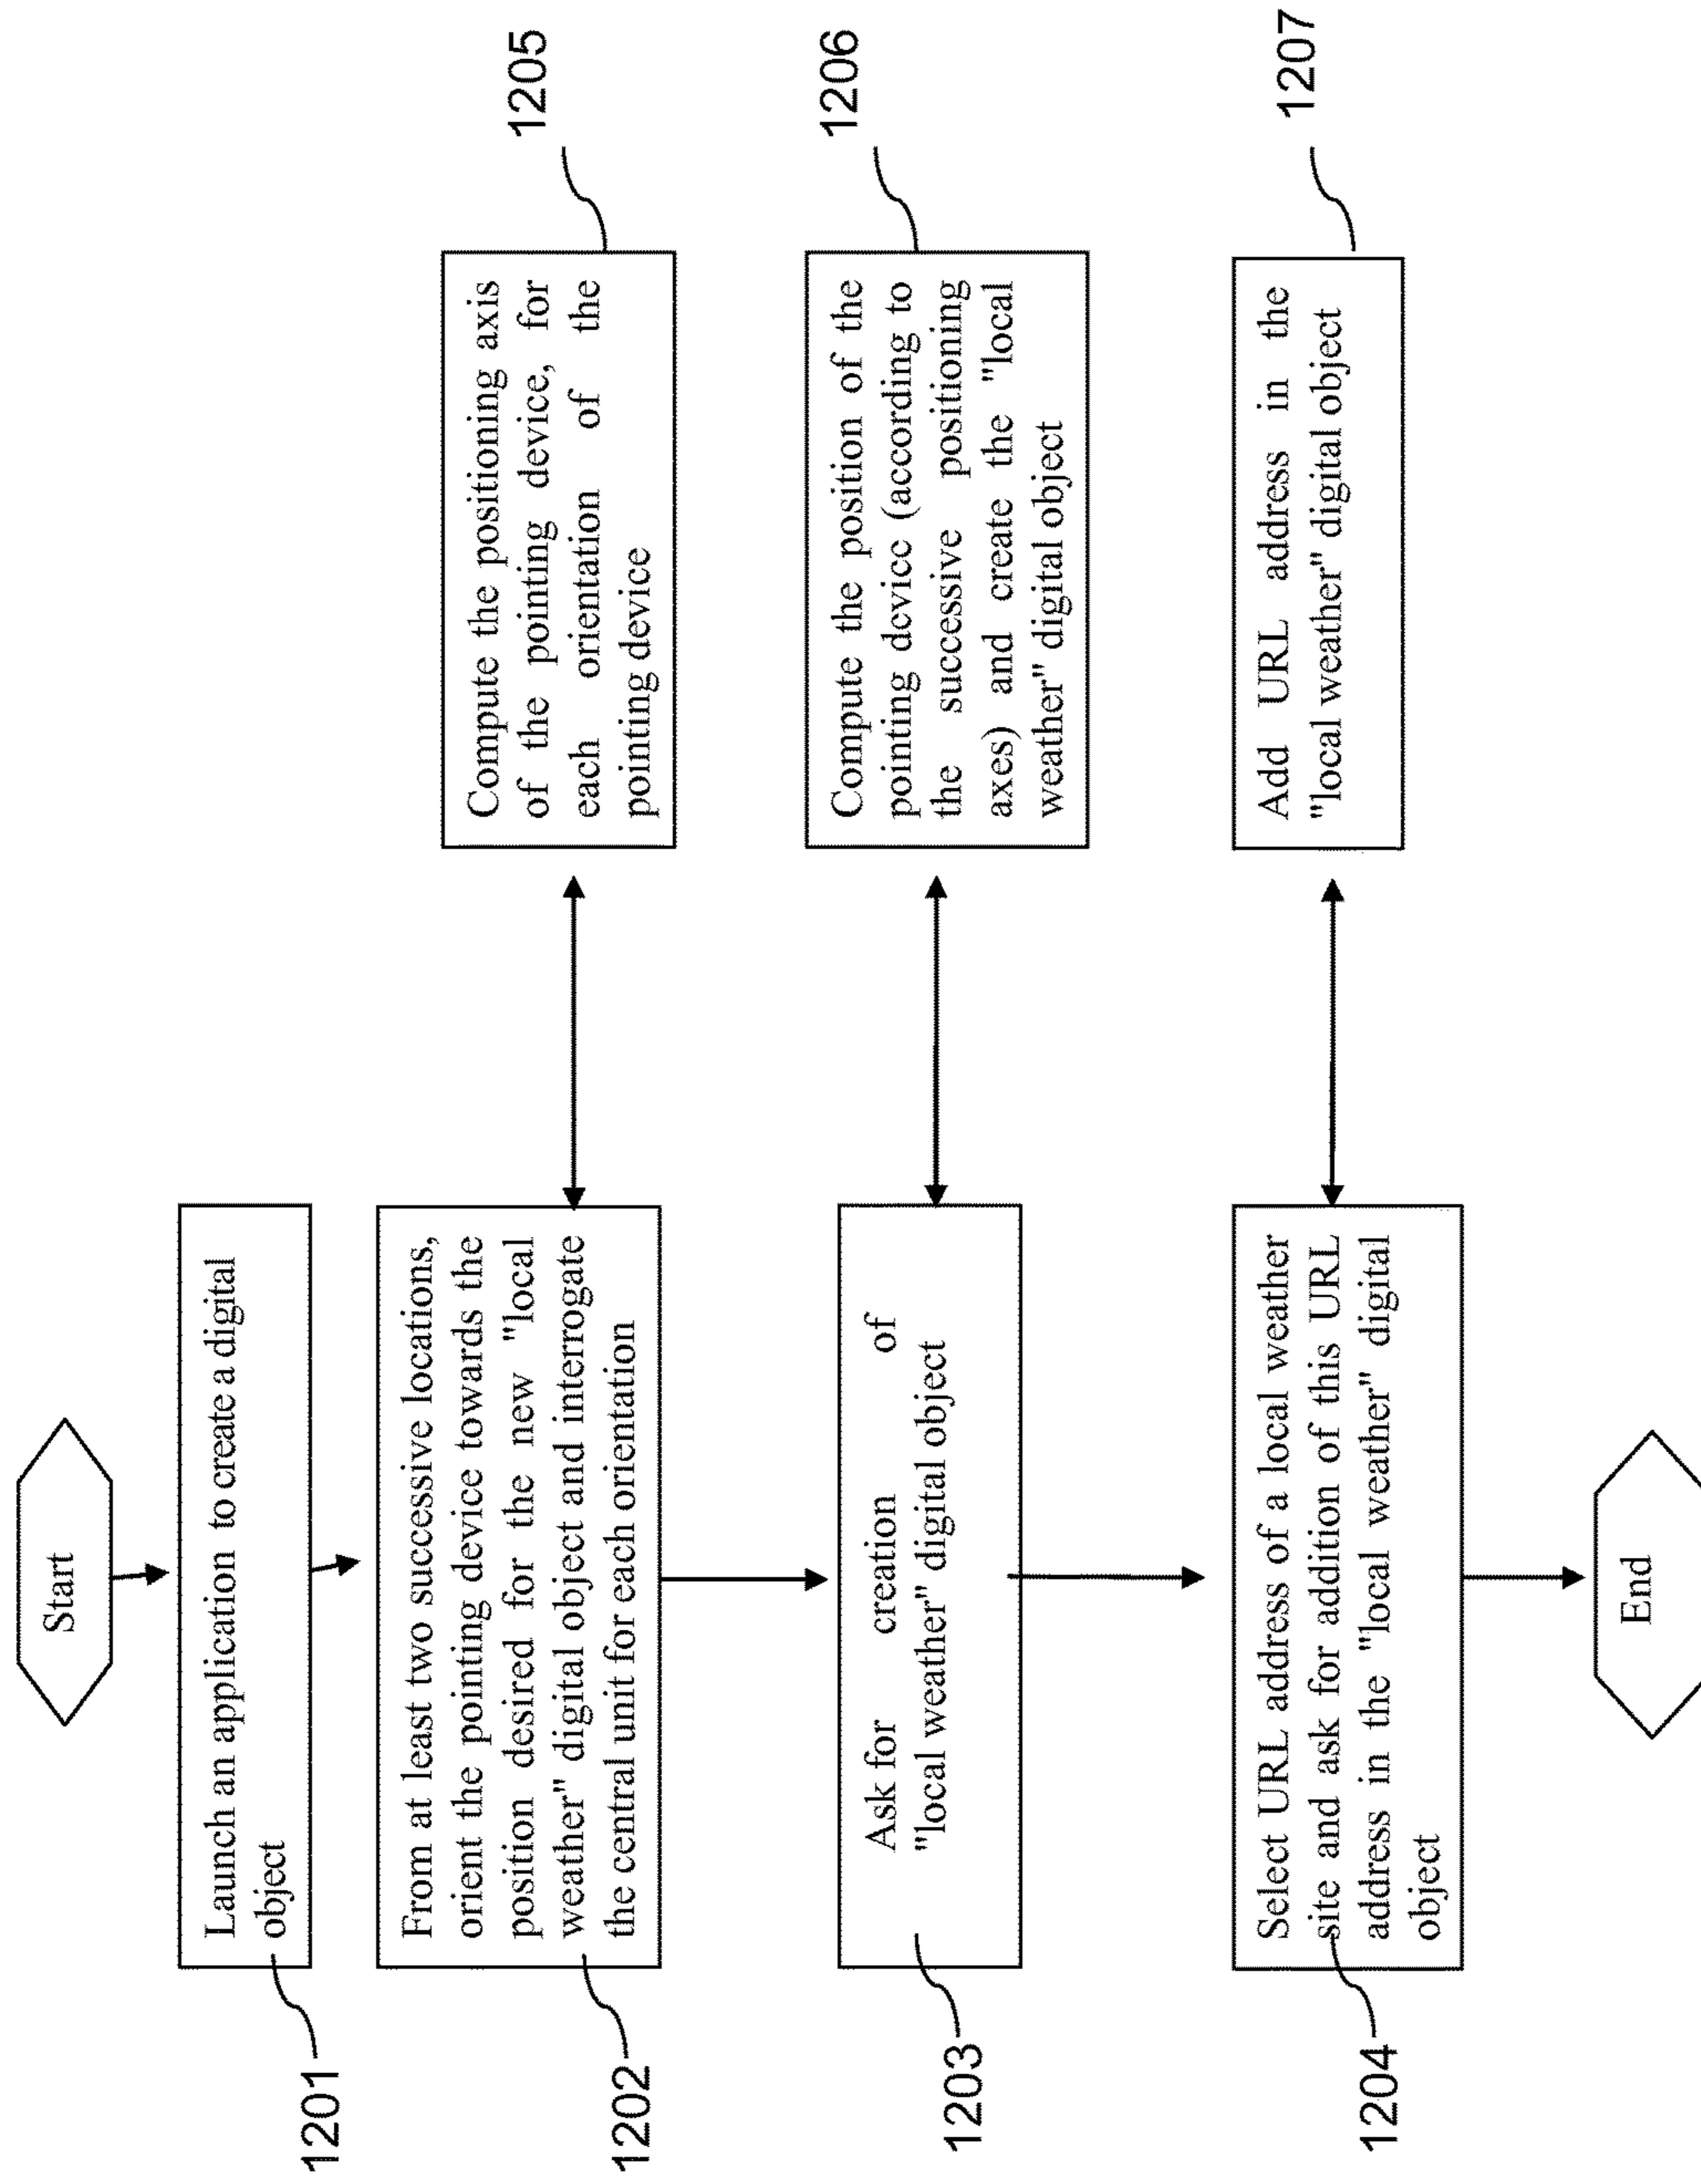 Start
Launch an application to create a digital
object
1201
From at least two successive locations,
orient the pointing device towards the
position desired for the new "local
weather" digital object and interrogate
the central unit for each orientation
1202
Compute the positioning axis
of the pointing device, for
each orientation of the
pointing device
1205
Ask for creation of
"local weather" digital object
1203
Compute the position of the
pointing device (according to
the successive positioning
axes) and create the "local
weather" digital object
1206
Select URL address of a local weather
site and ask for addition of this URL
address in the "local weather" digital
object
1204
Add URL address in the
"local weather" digital object
1207
End